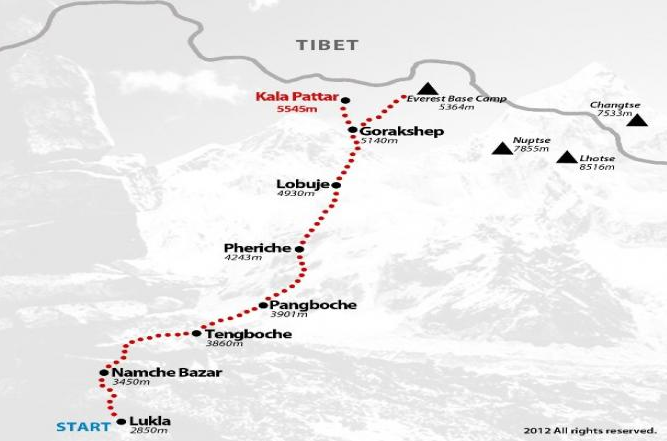 TIBET
Kala Pattar
5545m
Everest Base Camp
5364m
Changtse
7533m
Gorakshep
5140m
Nuptse
7855m
Lhotse
8516m
Lobuje
4930m
Pheriche
4243m
Pangboche
3901m
Tengboche
3860m
Namche Bazar
3450m
START
Lukla
2850m
2012 All rights reserved.